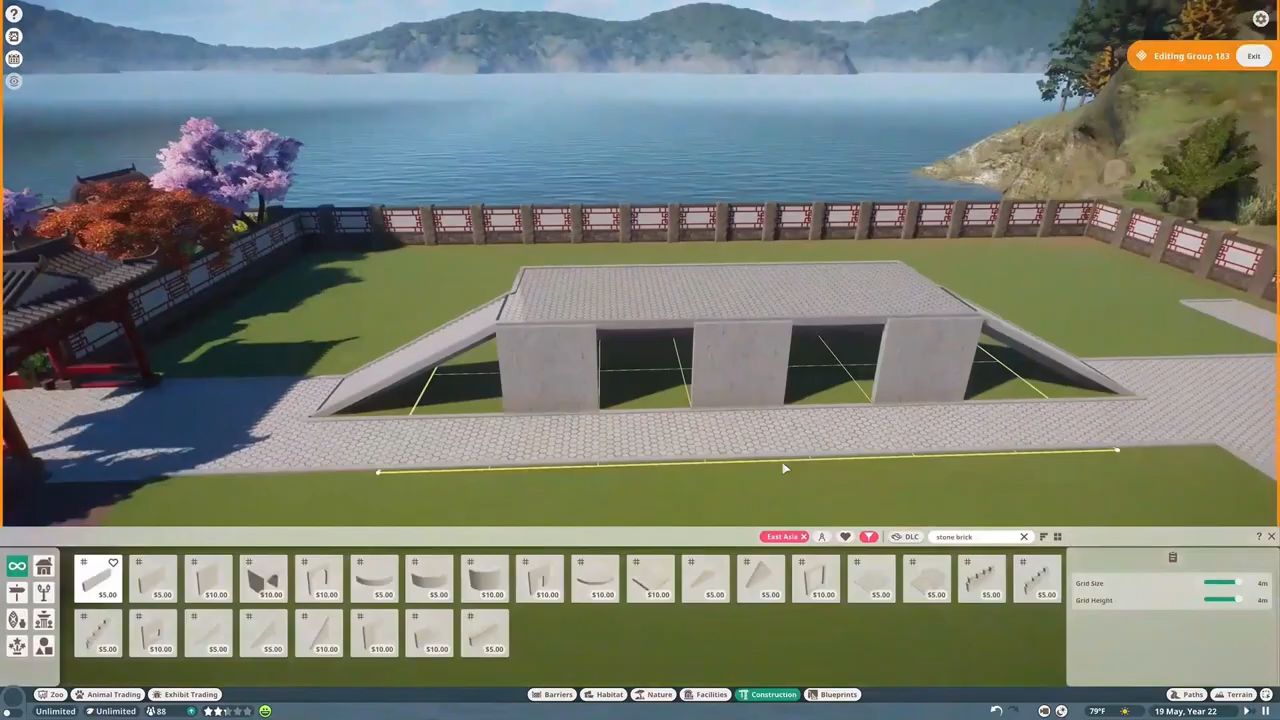 ?
Editing Group 183 Exit
East Asia × DLC stone brick × ? ×
$5.00 $5.00 $5.00 $10.00 $10.00 $5.00 $5.00 $10.00 $10.00 $10.00 $10.00 $5.00 $5.00 $10.00 $5.00 $5.00 $5.00 $5.00
Grid Size 4m
Grid Height 4m
$5.00 $10.00 $5.00 $5.00 $10.00 $10.00 $10.00 $5.00
Zoo Animal Trading Exhibit Trading Barriers Habitat Nature Facilities Construction Blueprints Paths Terrain
Unlimited Unlimited 88 79°F 19 May, Year 22